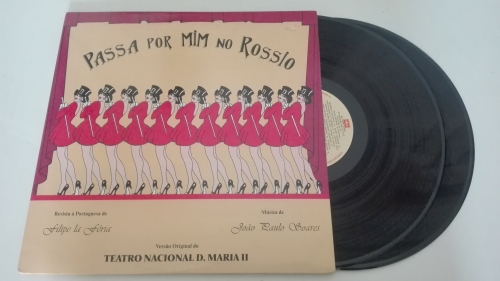 PASSA POR MIM NO ROSSIO
Revista à Portuguesa de
Filipe la Féria
Música de
João Paulo Soares
Versão Original do
TEATRO NACIONAL D. MARIA II